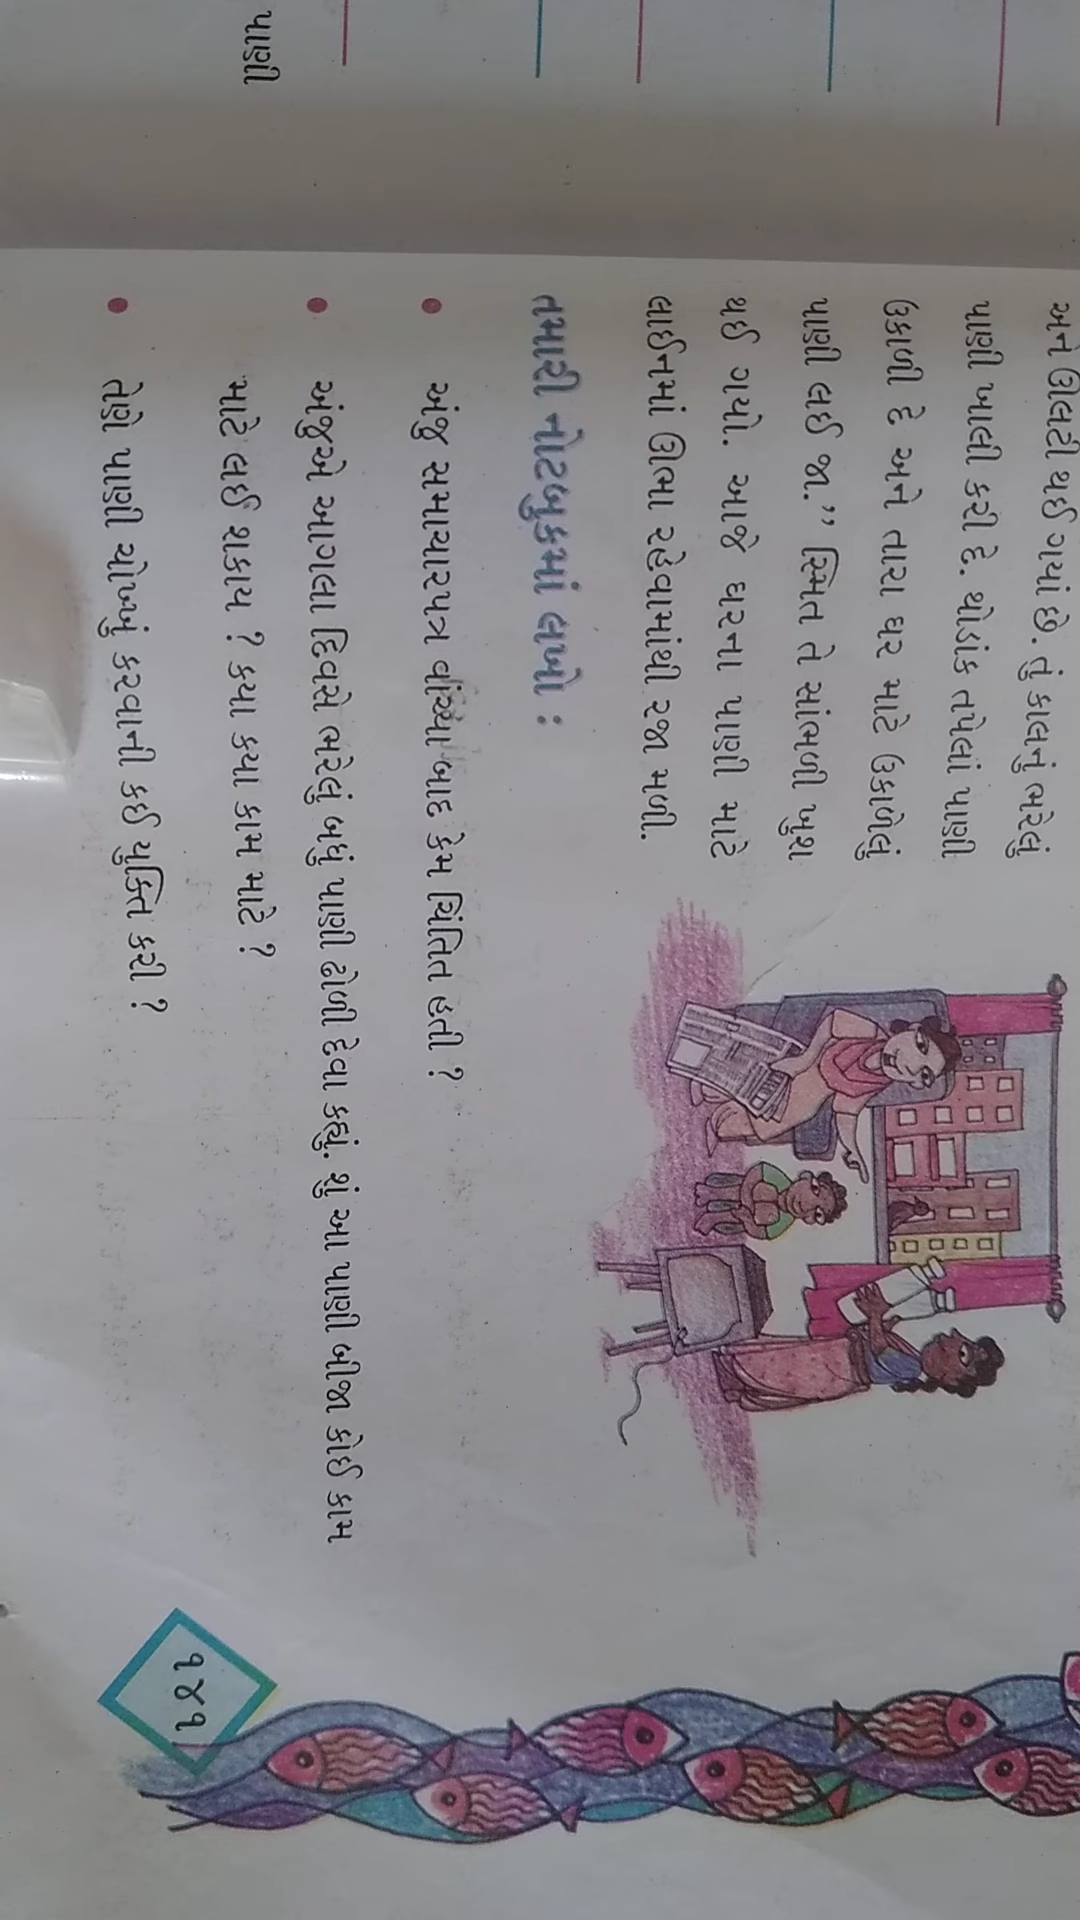 અને ઊલટી થઈ ગયાં છે. તું કાલનું ભરેલું
પાણી ખાલી કરી દે. થોડાંક તપેલાં પાણી
ઉકાળી દે અને તારા ઘર માટે ઉકાળેલું
પાણી લઈ જા.’’ સ્મિત તે સાંભળી ખુશ
થઈ ગયો. આજે ઘરના પાણી માટે
લાઈનમાં ઊભા રહેવામાંથી રજા મળી.
તમારી નોટબુકમાં લખો :
• અંજુ સમાચારપત્ર વાંચ્યા બાદ કેમ ચિંતિત હતી ?
• અંજુએ આગલા દિવસે ભરેલું બધું પાણી ઢોળી દેવા કહ્યું. શું આ પાણી બીજા કોઈ કામ
માટે લઈ શકાય ? કયા કયા કામ માટે ?
• તેણે પાણી ચોખ્ખું કરવાની કઈ યુક્તિ કરી ?
૧૪૧
પાણી